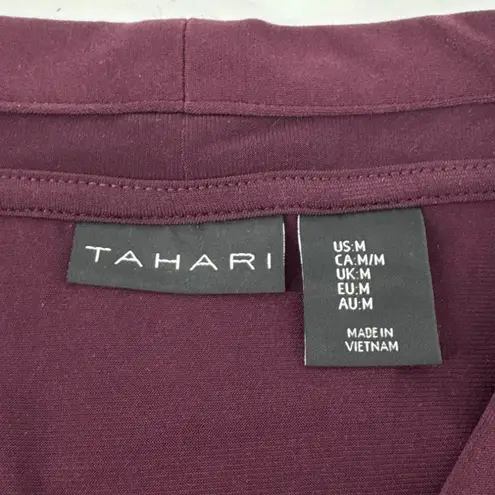 TAHARI
US:M
CA:M/M
UK:M
EU:M
AU:M
MADE IN
VIETNAM